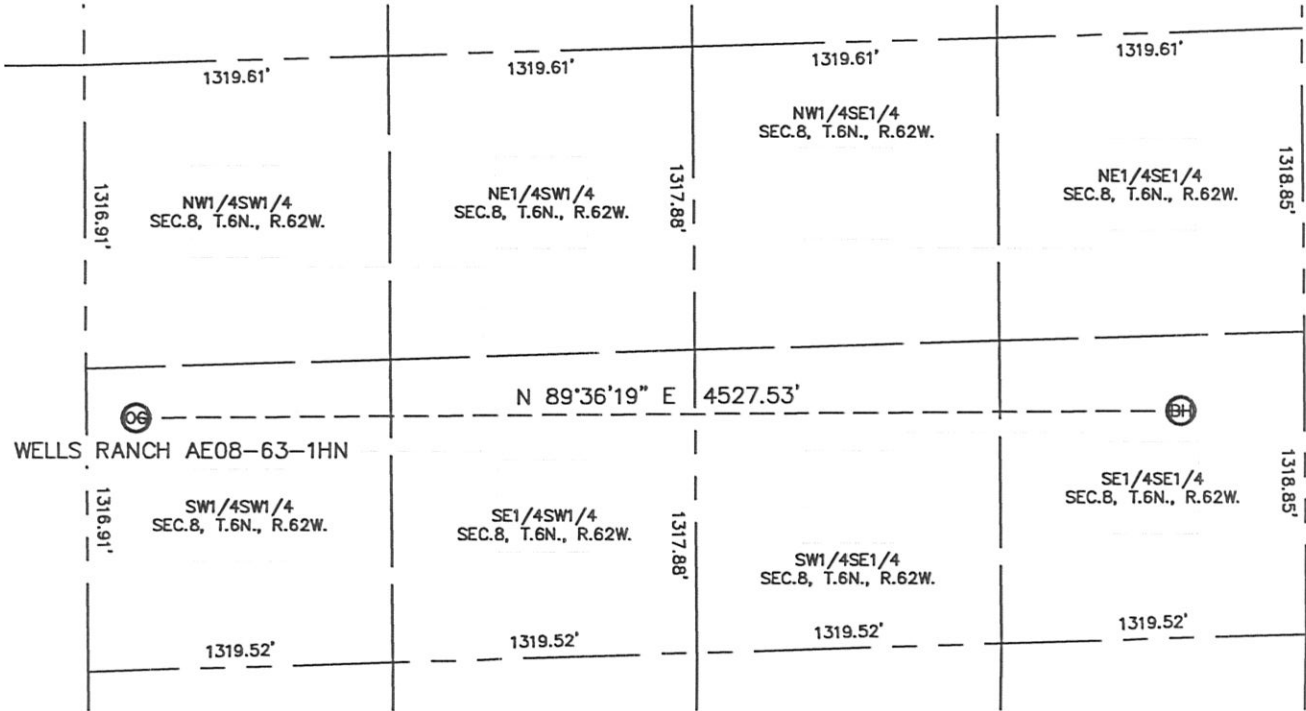 1319.61'
1319.61'
1319.61'
1319.61'
NW1/4SE1/4
SEC.8, T.6N., R.62W.
1316.91'
NW1/4SW1/4
SEC.8, T.6N., R.62W.
NE1/4SW1/4
SEC.8, T.6N., R.62W.
1317.88'
NE1/4SE1/4
SEC.8, T.6N., R.62W.
1318.85'
N 89°36'19" E 4527.53'
OG
BH
WELLS RANCH AE08-63-1HN
1316.91'
SW1/4SW1/4
SEC.8, T.6N., R.62W.
SE1/4SW1/4
SEC.8, T.6N., R.62W.
1317.88'
SW1/4SE1/4
SEC.8, T.6N., R.62W.
SE1/4SE1/4
SEC.8, T.6N., R.62W.
1318.85'
1319.52'
1319.52'
1319.52'
1319.52'